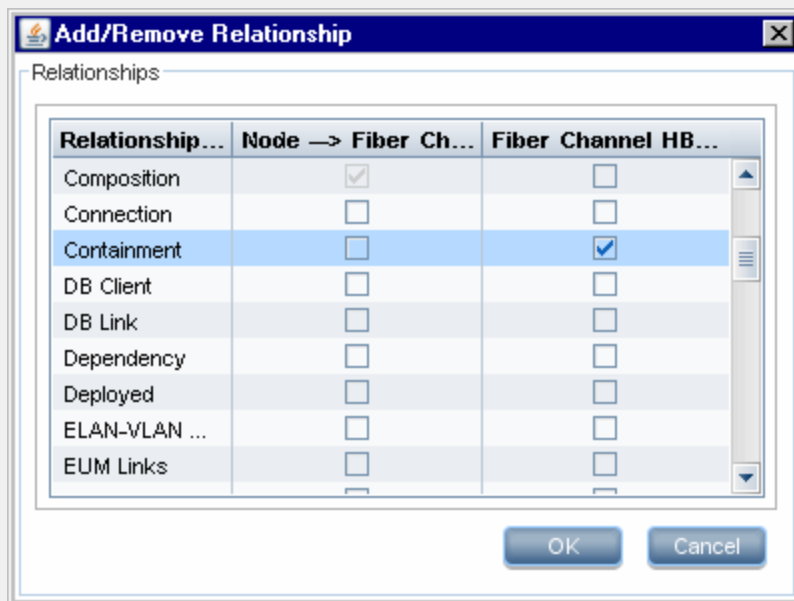 Add/Remove Relationship
Relationships
Relationship... Node —> Fiber Ch... Fiber Channel HB...
Composition
Connection
Containment
DB Client
DB Link
Dependency
Deployed
ELAN-VLAN ...
EUM Links
OK Cancel